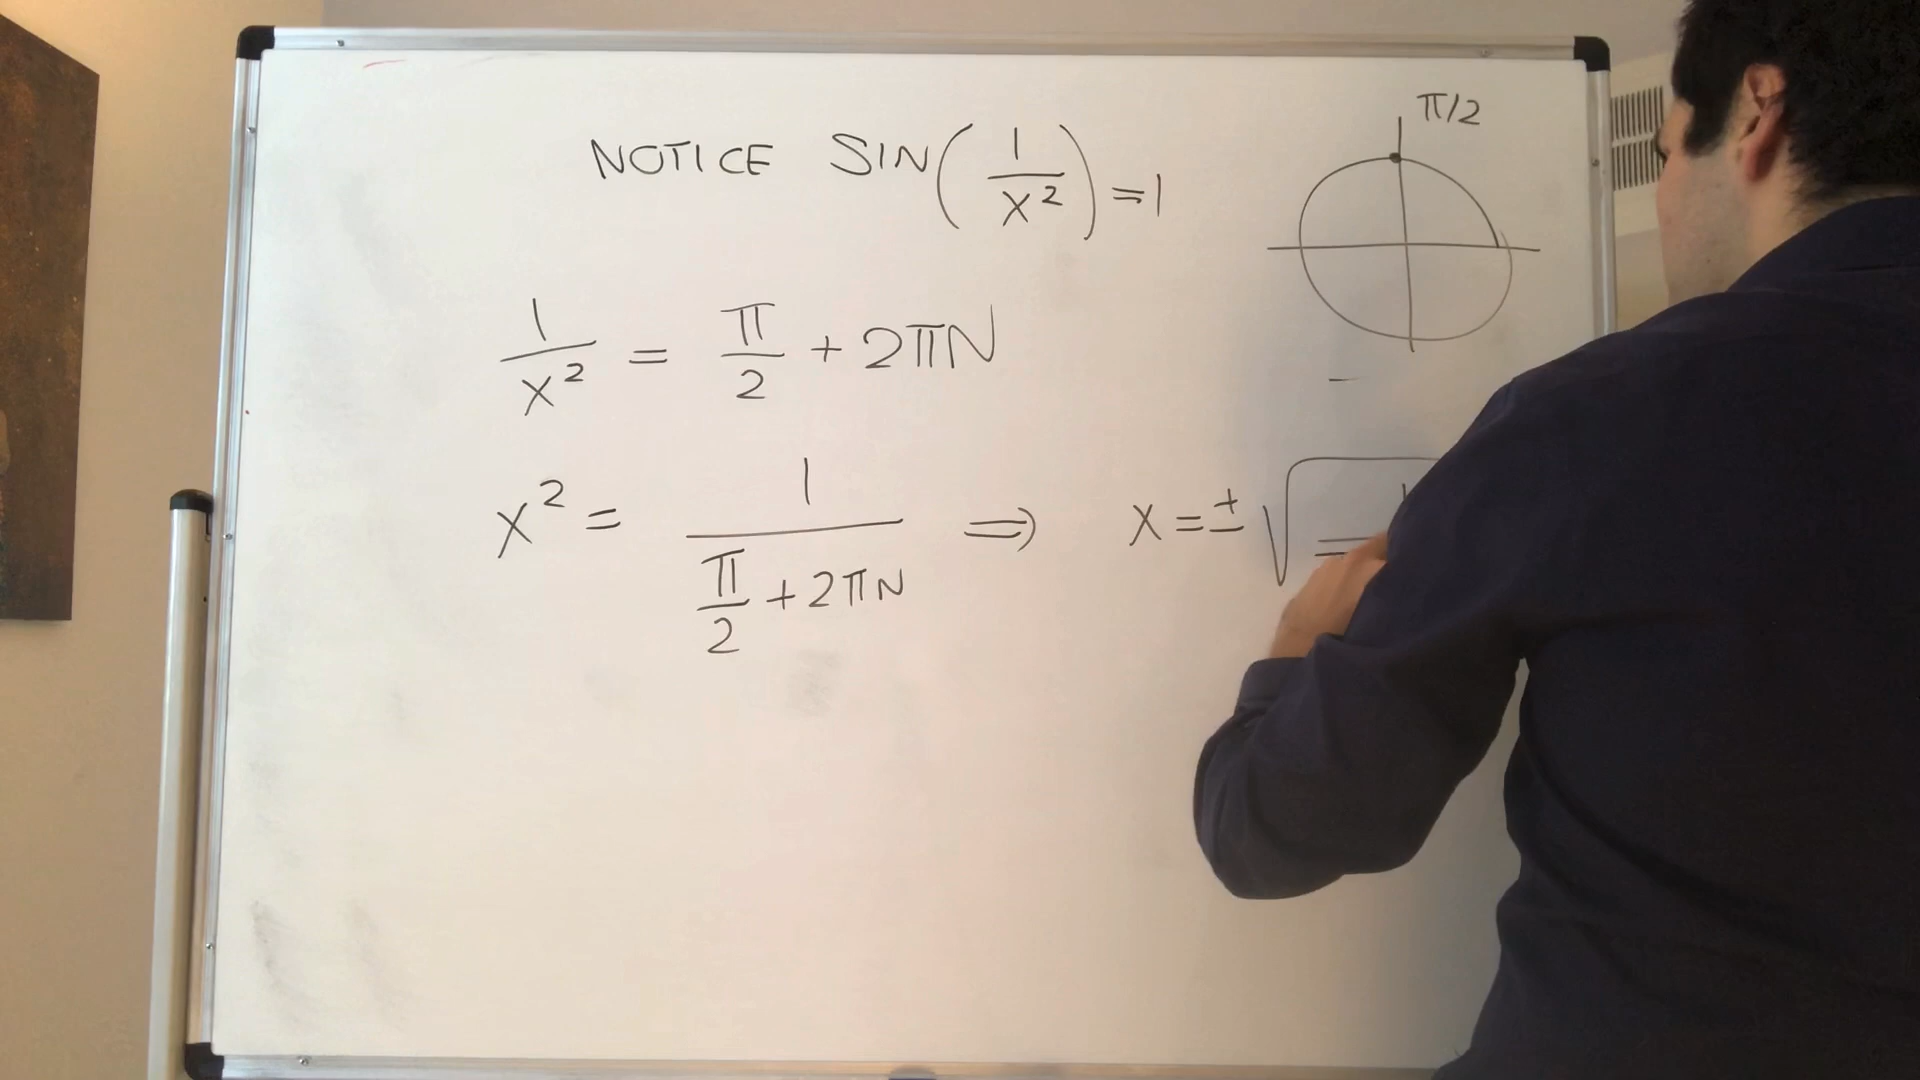 π/2
NOTICE SIN(1/X²)=1
1/X² = π/2 + 2πN
X² = 1/(π/2 + 2πN) ⇒ X = ± √